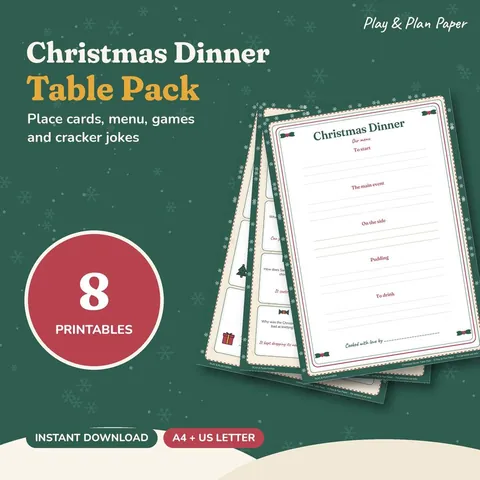 Play & Plan Paper
Christmas Dinner
Table Pack
Place cards, menu, games
and cracker jokes
Christmas Dinner
Our menu
To start
The main event
On the side
Pudding
To drink
Cooked with love by
8
PRINTABLES
INSTANT DOWNLOAD
A4 + US LETTER